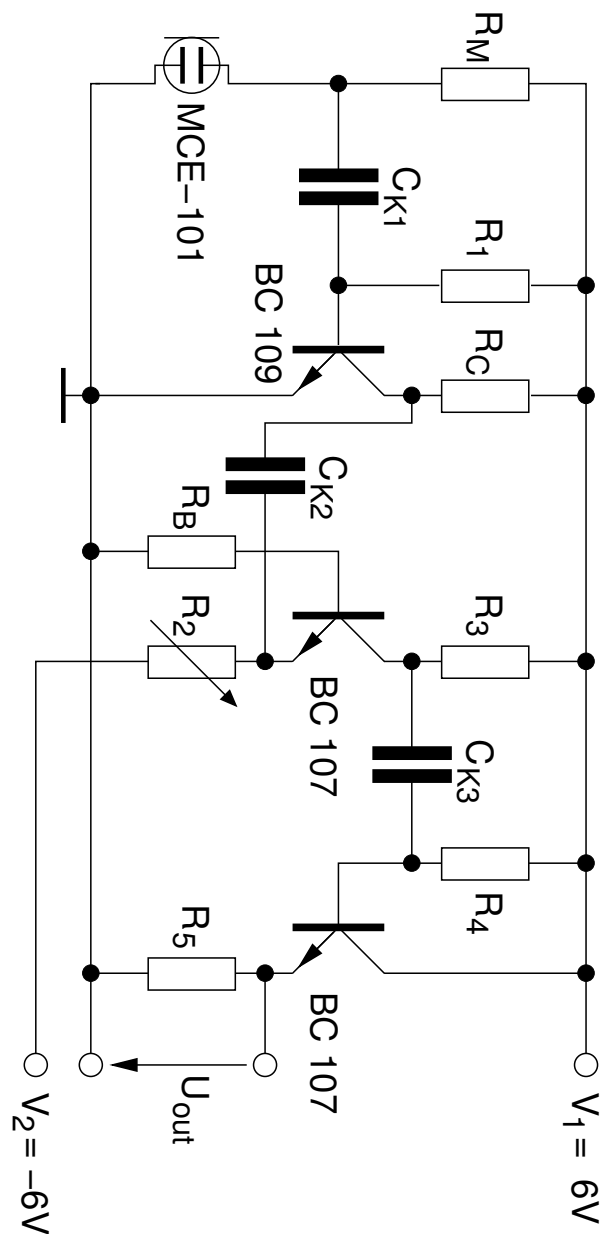 R_M
R_1
R_C
R_3
R_4
V_1 = 6V
C_K1
C_K2
C_K3
MCE–101
BC 109
BC 107
BC 107
R_B
R_2
R_5
U_out
V_2 = –6V